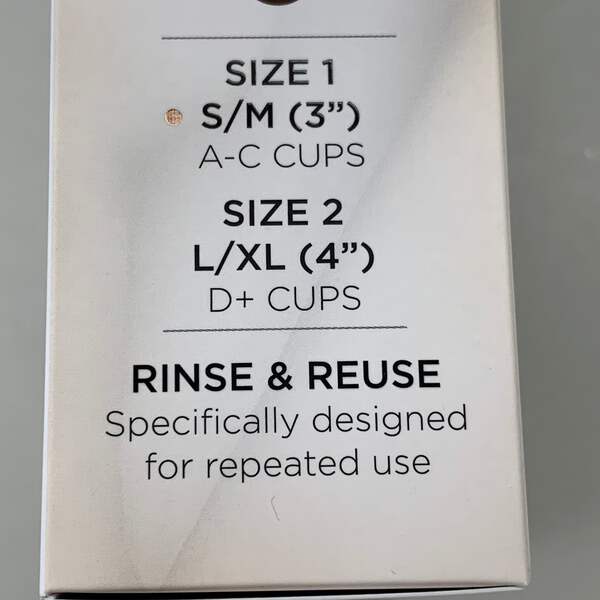 SIZE 1
S/M (3”)
A-C CUPS
SIZE 2
L/XL (4”)
D+ CUPS
RINSE & REUSE
Specifically designed
for repeated use